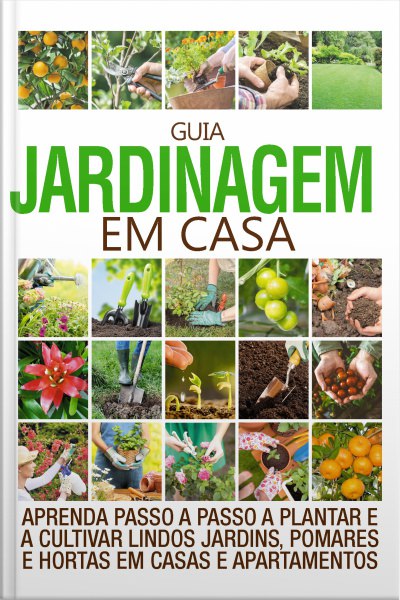 GUIA
JARDINAGEM
EM CASA
APRENDA PASSO A PASSO A PLANTAR E
A CULTIVAR LINDOS JARDINS, POMARES
E HORTAS EM CASAS E APARTAMENTOS